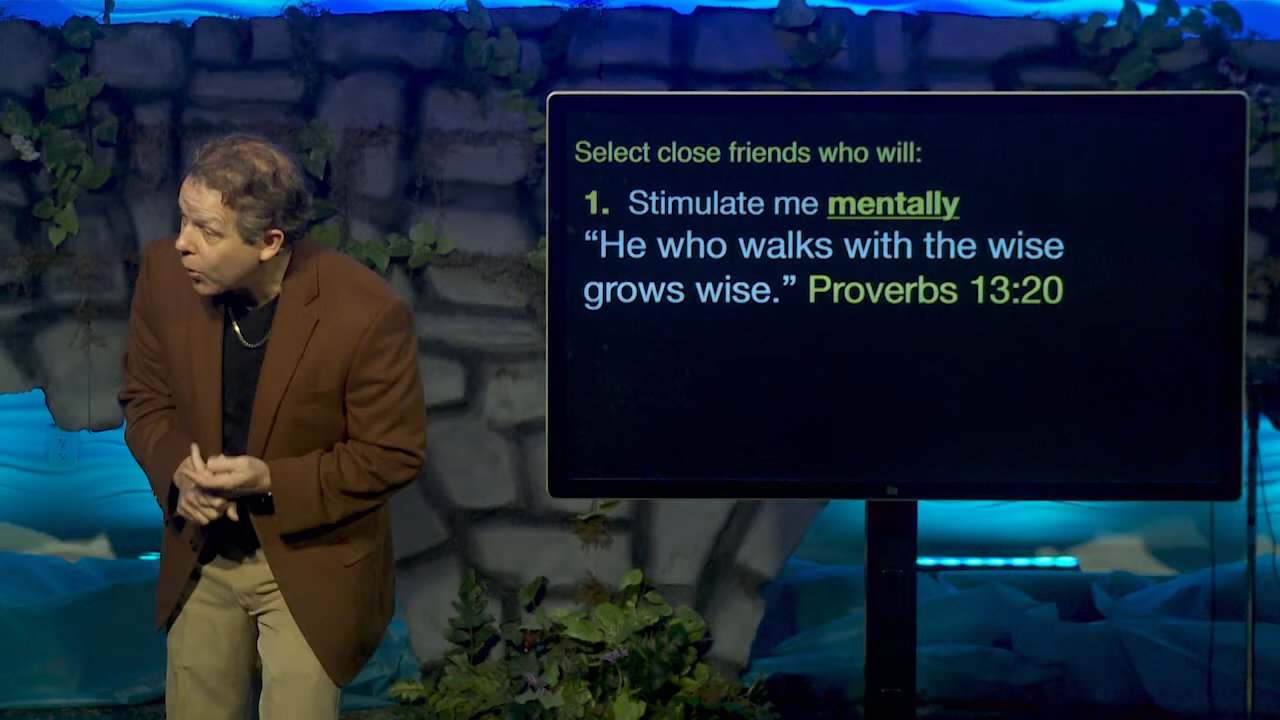 Select close friends who will:
1. Stimulate me mentally
“He who walks with the wise
grows wise.” Proverbs 13:20